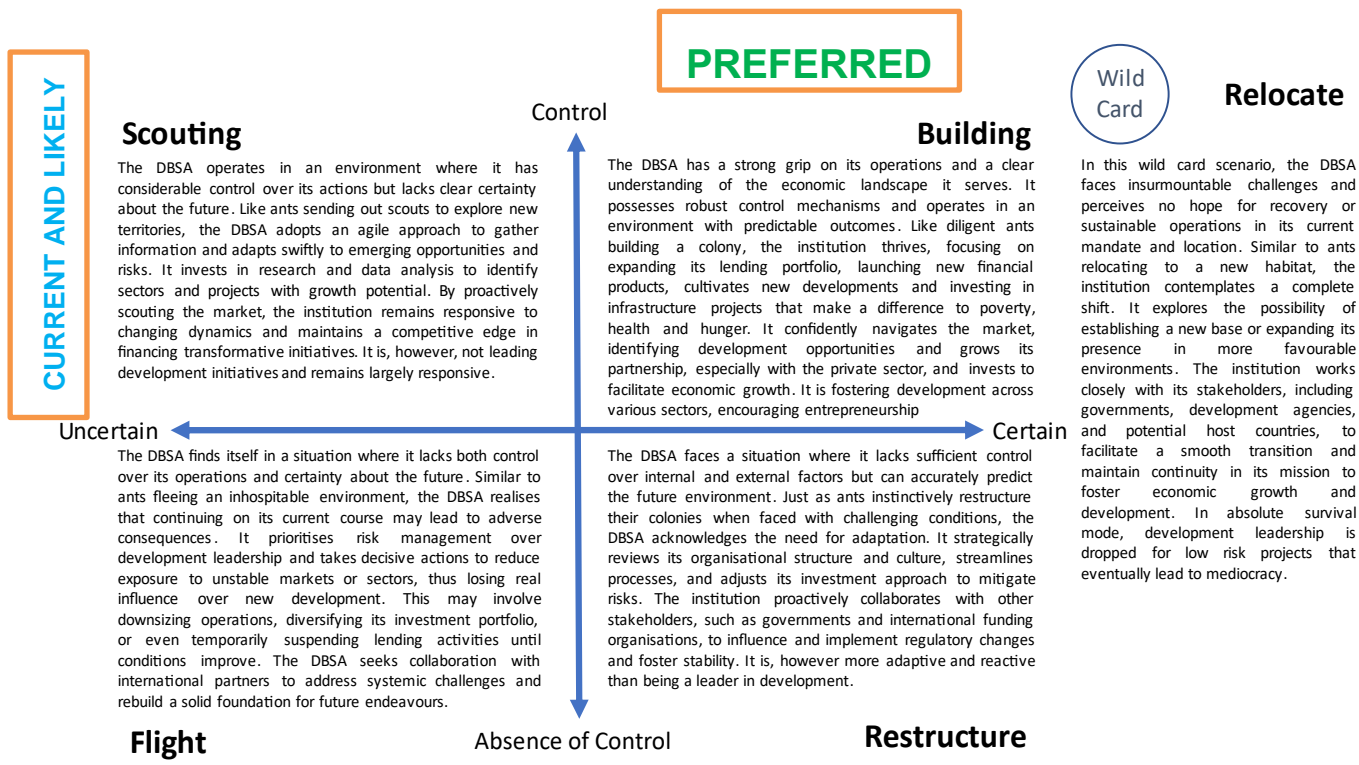 PREFERRED
CURRENT AND LIKELY
Wild
Card
Relocate
Control
Scouting
The DBSA operates in an environment where it has
considerable control over its actions but lacks clear certainty
about the future. Like ants sending out scouts to explore new
territories, the DBSA adopts an agile approach to gather
information and adapts swiftly to emerging opportunities and
risks. It invests in research and data analysis to identify
sectors and projects with growth potential. By proactively
scouting the market, the institution remains responsive to
changing dynamics and maintains a competitive edge in
financing transformative initiatives. It is, however, not leading
development initiatives and remains largely responsive.
Building
The DBSA has a strong grip on its operations and a clear
understanding of the economic landscape it serves. It
possesses robust control mechanisms and operates in an
environment with predictable outcomes. Like diligent ants
building a colony, the institution thrives, focusing on
expanding its lending portfolio, launching new financial
products, cultivates new developments and investing in
infrastructure projects that make a difference to poverty,
health and hunger. It confidently navigates the market,
identifying development opportunities and grows its
partnership, especially with the private sector, and invests to
facilitate economic growth. It is fostering development across
various sectors, encouraging entrepreneurship
In this wild card scenario, the DBSA
faces insurmountable challenges and
perceives no hope for recovery or
sustainable operations in its current
mandate and location. Similar to ants
relocating to a new habitat, the
institution contemplates a complete
shift. It explores the possibility of
establishing a new base or expanding its
presence in more favourable
environments. The institution works
closely with its stakeholders, including
governments, development agencies,
and potential host countries, to
facilitate a smooth transition and
maintain continuity in its mission to
foster economic growth and
development. In absolute survival
mode, development leadership is
dropped for low risk projects that
eventually lead to mediocracy.
Uncertain
Certain
The DBSA finds itself in a situation where it lacks both control
over its operations and certainty about the future. Similar to
ants fleeing an inhospitable environment, the DBSA realises
that continuing on its current course may lead to adverse
consequences. It prioritises risk management over
development leadership and takes decisive actions to reduce
exposure to unstable markets or sectors, thus losing real
influence over new development. This may involve
downsizing operations, diversifying its investment portfolio,
or even temporarily suspending lending activities until
conditions improve. The DBSA seeks collaboration with
international partners to address systemic challenges and
rebuild a solid foundation for future endeavours.
Flight
The DBSA faces a situation where it lacks sufficient control
over internal and external factors but can accurately predict
the future environment. Just as ants instinctively restructure
their colonies when faced with challenging conditions, the
DBSA acknowledges the need for adaptation. It strategically
reviews its organisational structure and culture, streamlines
processes, and adjusts its investment approach to mitigate
risks. The institution proactively collaborates with other
stakeholders, such as governments and international funding
organisations, to influence and implement regulatory changes
and foster stability. It is, however more adaptive and reactive
than being a leader in development.
Restructure
Absence of Control